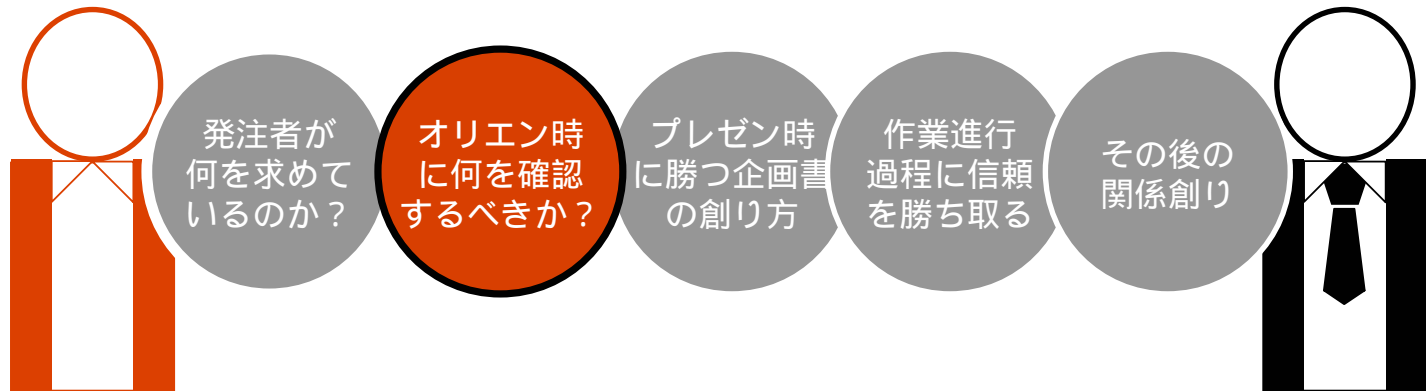 発注者が
何を求めて
いるのか？
オリエン時
に何を確認
するべきか？
プレゼン時
に勝つ企画書
の創り方
作業進行
過程に信頼
を勝ち取る
その後の
関係創り